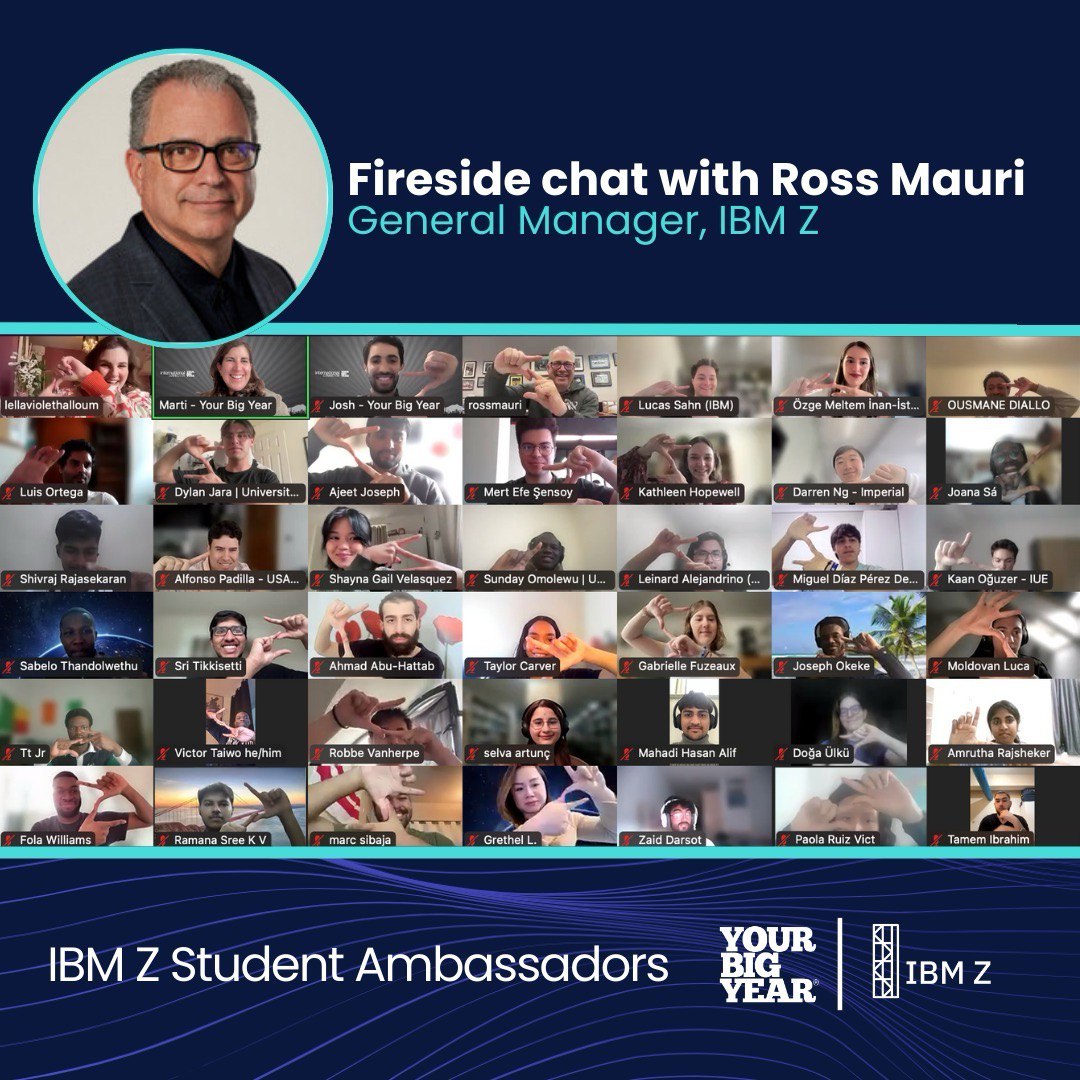 Fireside chat with Ross Mauri
General Manager, IBM Z
lellaviolethalloum
Marti - Your Big Year
Josh - Your Big Year
rossmauri
Lucas Sahn (IBM)
Özge Meltem İnan-İst...
OUSMANE DIALLO
Luis Ortega
Dylan Jara | Universit...
Ajeet Joseph
Mert Efe Şensoy
Kathleen Hopewell
Darren Ng - Imperial
Joana Sá
Shivraj Rajasekaran
Alfonso Padilla - USA...
Shayna Gail Velasquez
Sunday Omolewu | U...
Leinard Alejandrino (...
Miguel Díaz Pérez De...
Kaan Oğuzer - IUE
Sabelo Thandolwethu
Sri Tikkisetti
Ahmad Abu-Hattab
Taylor Carver
Gabrielle Fuzeaux
Joseph Okeke
Moldovan Luca
Tt Jr
Victor Taiwo he/him
Robbe Vanherpe
selva artunç
Mahadi Hasan Alif
Doğa Ülkü
Amrutha Rajsheker
Fola Williams
Ramana Sree K V
marc sibaja
Grethel L.
Zaid Darsot
Paola Ruiz Vict
Tamem Ibrahim
IBM Z Student Ambassadors
YOUR
BIG
YEAR®
IBM Z